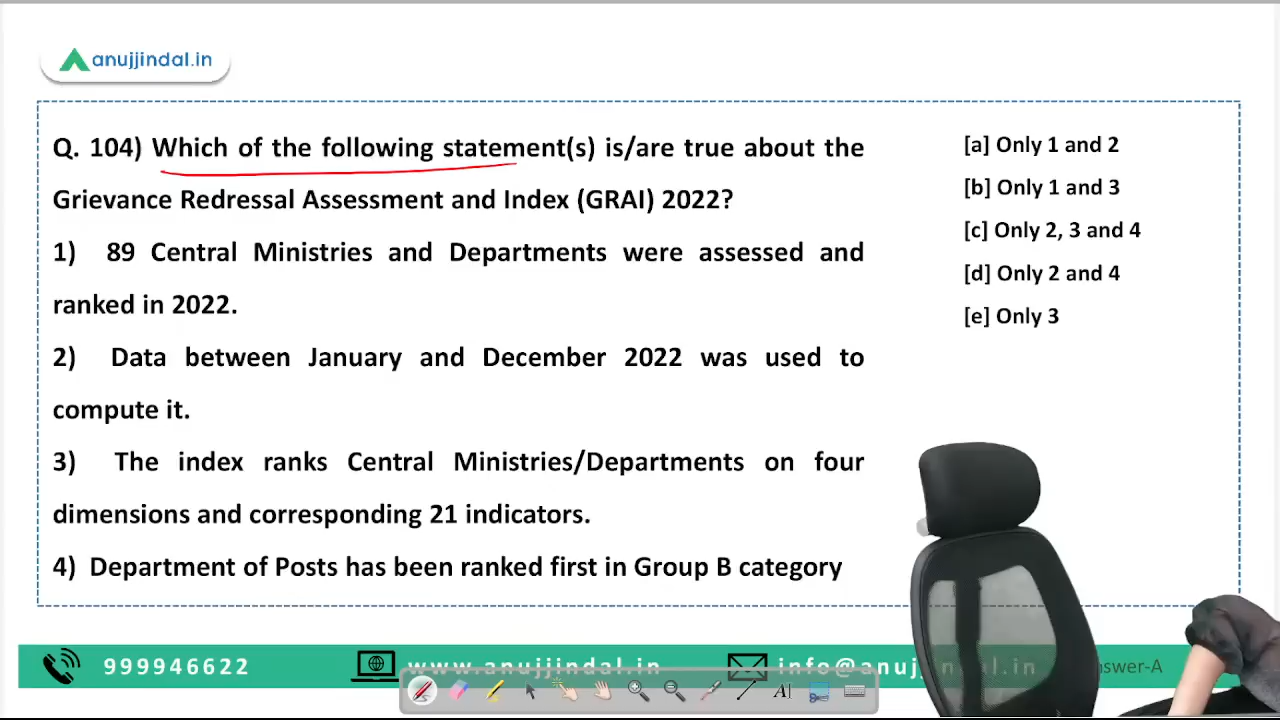 anujjindal.in
Q. 104) Which of the following statement(s) is/are true about the
Grievance Redressal Assessment and Index (GRAI) 2022?
1) 89 Central Ministries and Departments were assessed and
ranked in 2022.
2) Data between January and December 2022 was used to
compute it.
3) The index ranks Central Ministries/Departments on four
dimensions and corresponding 21 indicators.
4) Department of Posts has been ranked first in Group B category
[a] Only 1 and 2
[b] Only 1 and 3
[c] Only 2, 3 and 4
[d] Only 2 and 4
[e] Only 3
999946622
www.anujjindal.in
info@anujjindal.in
nswer-A
A